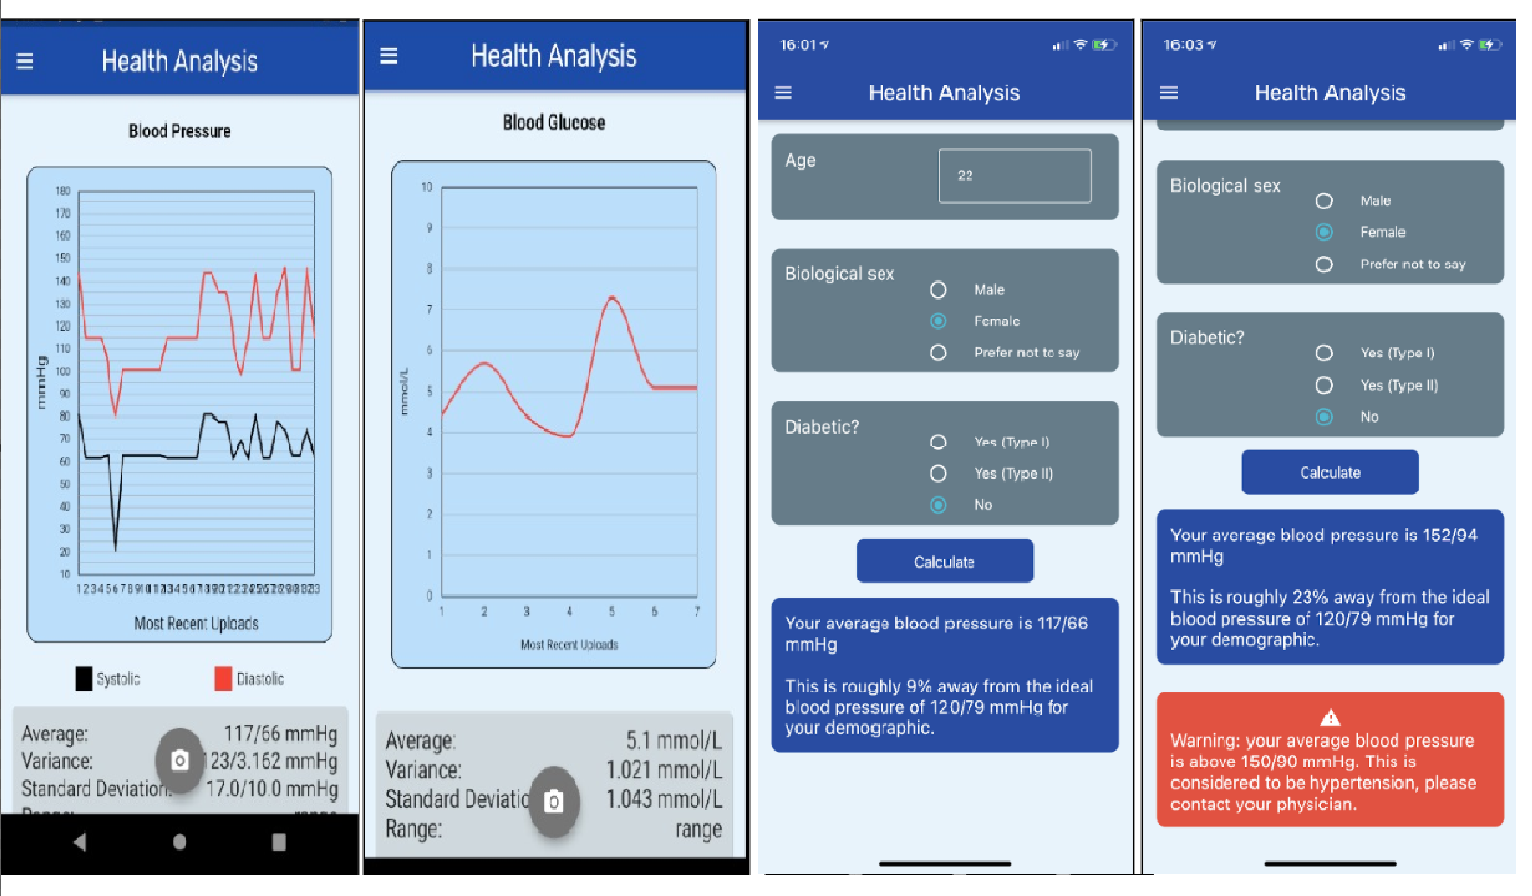 Health Analysis
Blood Pressure
180
170
160
150
140
130
120
110
100
90
80
70
60
50
40
30
20
10
mmHg
Most Recent Uploads
Systolic
Diastolic
Average: 117/66 mmHg
Variance: 123/3.162 mmHg
Standard Deviation: 17.0/10.0 mmHg
Health Analysis
Blood Glucose
10
9
8
7
6
5
4
3
2
1
0
mmol/L
1 2 3 4 5 6 7
Most Recent Uploads
Average: 5.1 mmol/L
Variance: 1.021 mmol/L
Standard Deviatio 1.043 mmol/L
Range: range
16:01
Health Analysis
Age
22
Biological sex
Male
Female
Prefer not to say
Diabetic?
Yes (Type I)
Yes (Type II)
No
Calculate
Your average blood pressure is 117/66
mmHg
This is roughly 9% away from the ideal
blood pressure of 120/79 mmHg for
your demographic.
16:03
Health Analysis
Biological sex
Male
Female
Prefer not to say
Diabetic?
Yes (Type I)
Yes (Type II)
No
Calculate
Your average blood pressure is 152/94
mmHg
This is roughly 23% away from the ideal
blood pressure of 120/79 mmHg for
your demographic.
Warning: your average blood pressure
is above 150/90 mmHg. This is
considered to be hypertension, please
contact your physician.